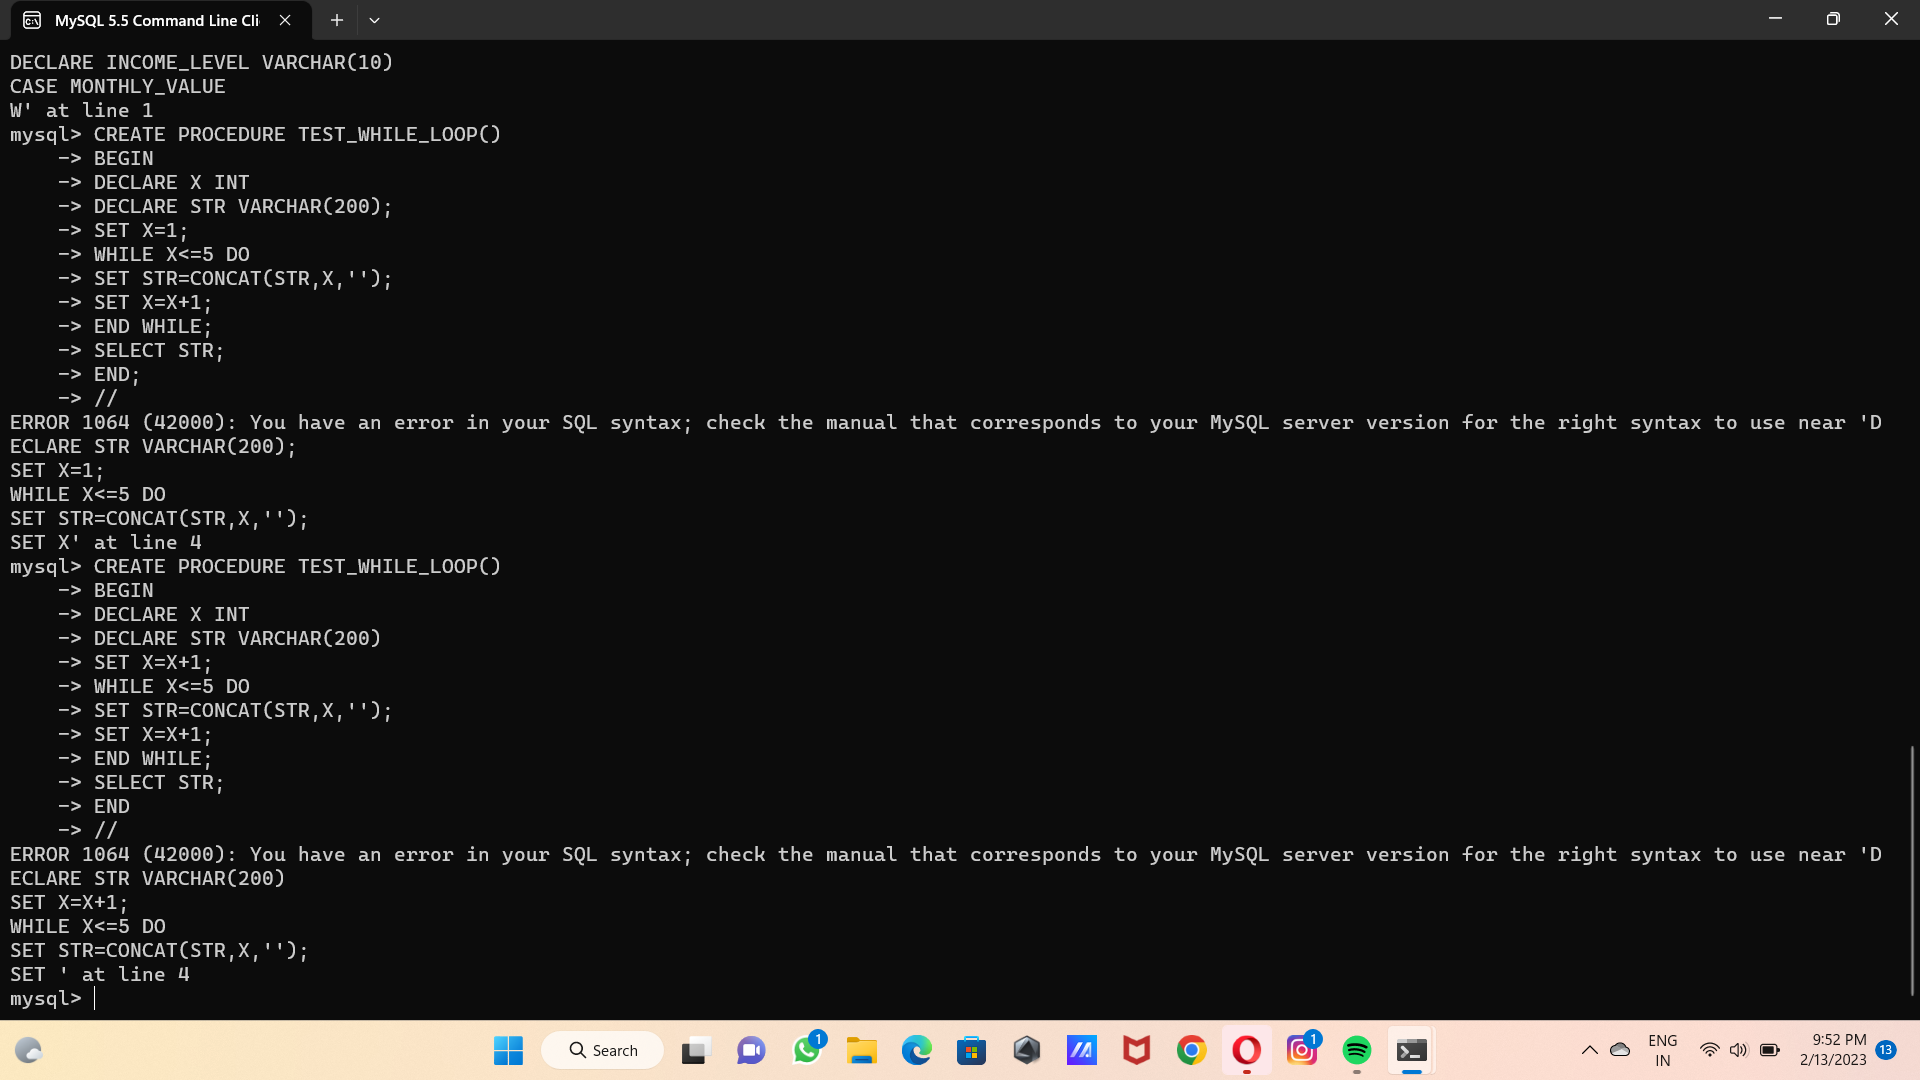 MySQL 5.5 Command Line Cli
DECLARE INCOME_LEVEL VARCHAR(10)
CASE MONTHLY_VALUE
W' at line 1
mysql> CREATE PROCEDURE TEST_WHILE_LOOP()
    -> BEGIN
    -> DECLARE X INT
    -> DECLARE STR VARCHAR(200);
    -> SET X=1;
    -> WHILE X<=5 DO
    -> SET STR=CONCAT(STR,X,'');
    -> SET X=X+1;
    -> END WHILE;
    -> SELECT STR;
    -> END;
    -> //
ERROR 1064 (42000): You have an error in your SQL syntax; check the manual that corresponds to your MySQL server version for the right syntax to use near 'D
ECLARE STR VARCHAR(200);
SET X=1;
WHILE X<=5 DO
SET STR=CONCAT(STR,X,'');
SET X' at line 4
mysql> CREATE PROCEDURE TEST_WHILE_LOOP()
    -> BEGIN
    -> DECLARE X INT
    -> DECLARE STR VARCHAR(200)
    -> SET X=X+1;
    -> WHILE X<=5 DO
    -> SET STR=CONCAT(STR,X,'');
    -> SET X=X+1;
    -> END WHILE;
    -> SELECT STR;
    -> END
    -> //
ERROR 1064 (42000): You have an error in your SQL syntax; check the manual that corresponds to your MySQL server version for the right syntax to use near 'D
ECLARE STR VARCHAR(200)
SET X=X+1;
WHILE X<=5 DO
SET STR=CONCAT(STR,X,'');
SET ' at line 4
mysql>
Search
1
1
ENG
IN
9:52 PM
2/13/2023
13